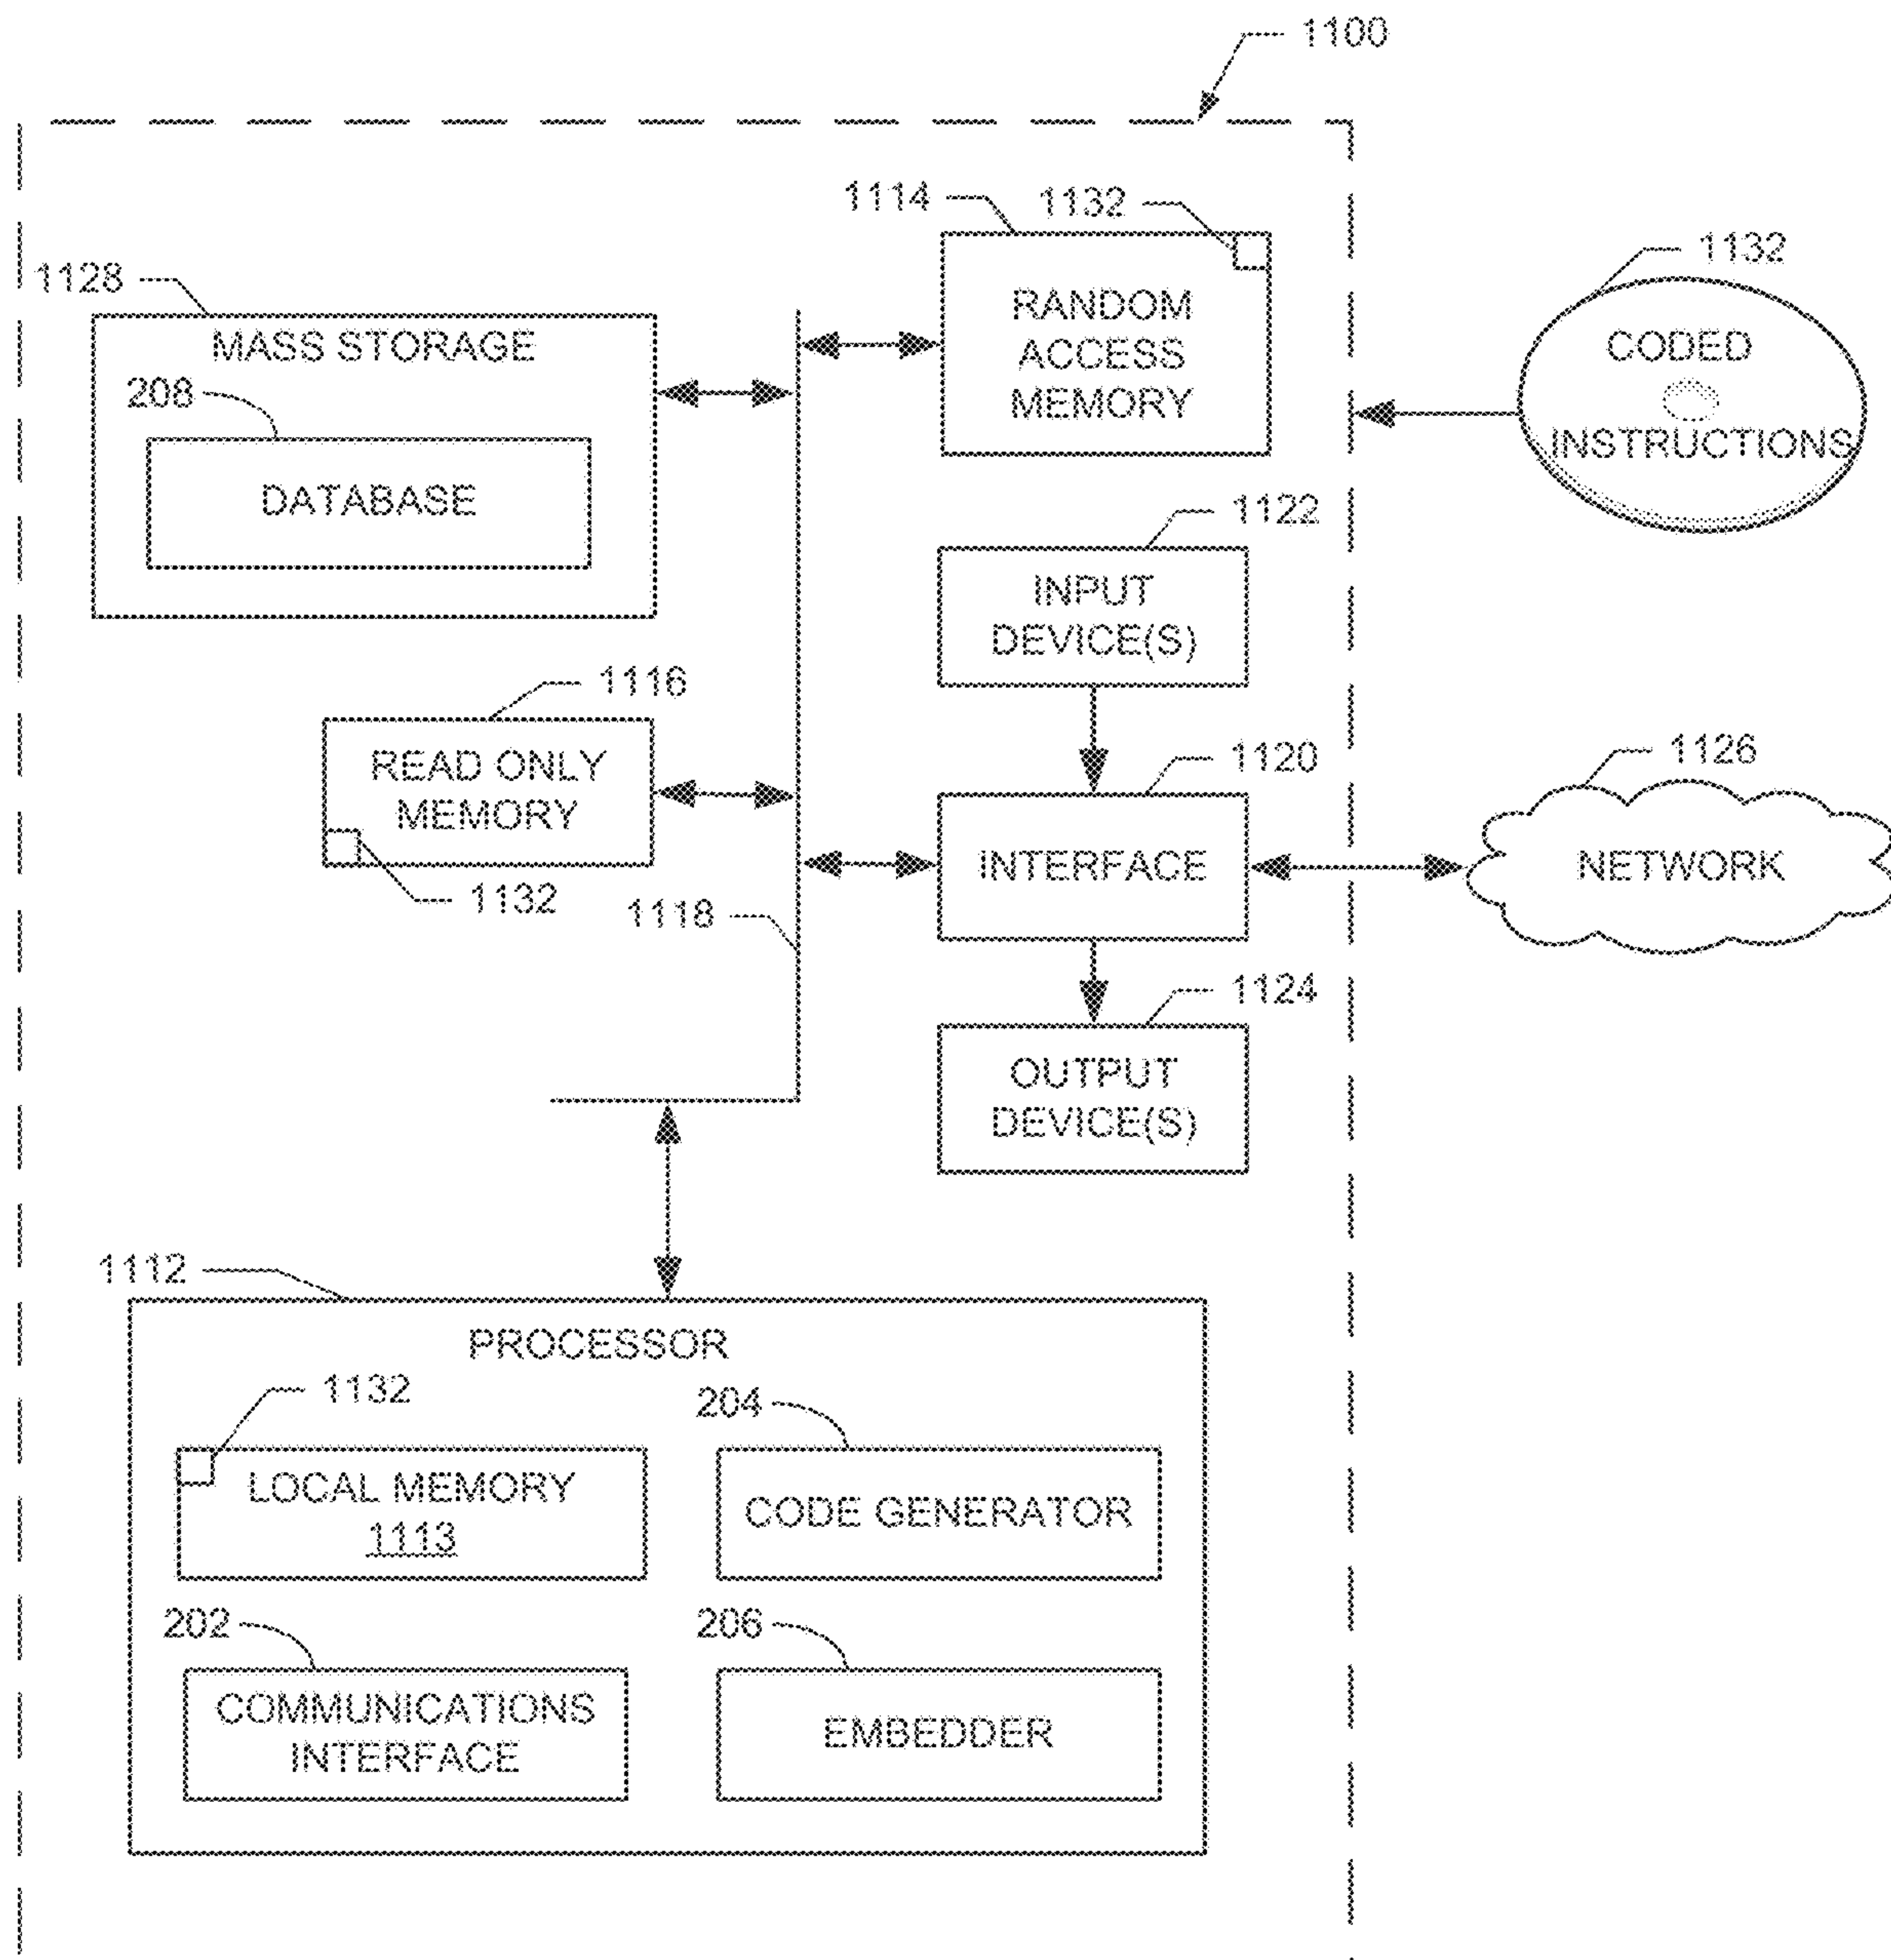 1100
1114
1132
1128
1132
MASS STORAGE
RANDOM
ACCESS
MEMORY
CODED
INSTRUCTIONS
208
DATABASE
1122
INPUT
DEVICE(S)
1116
READ ONLY
MEMORY
1132
1120
INTERFACE
1126
NETWORK
1118
1124
OUTPUT
DEVICE(S)
1112
PROCESSOR
1132
LOCAL MEMORY
1113
204
CODE GENERATOR
202
COMMUNICATIONS
INTERFACE
206
EMBEDDER